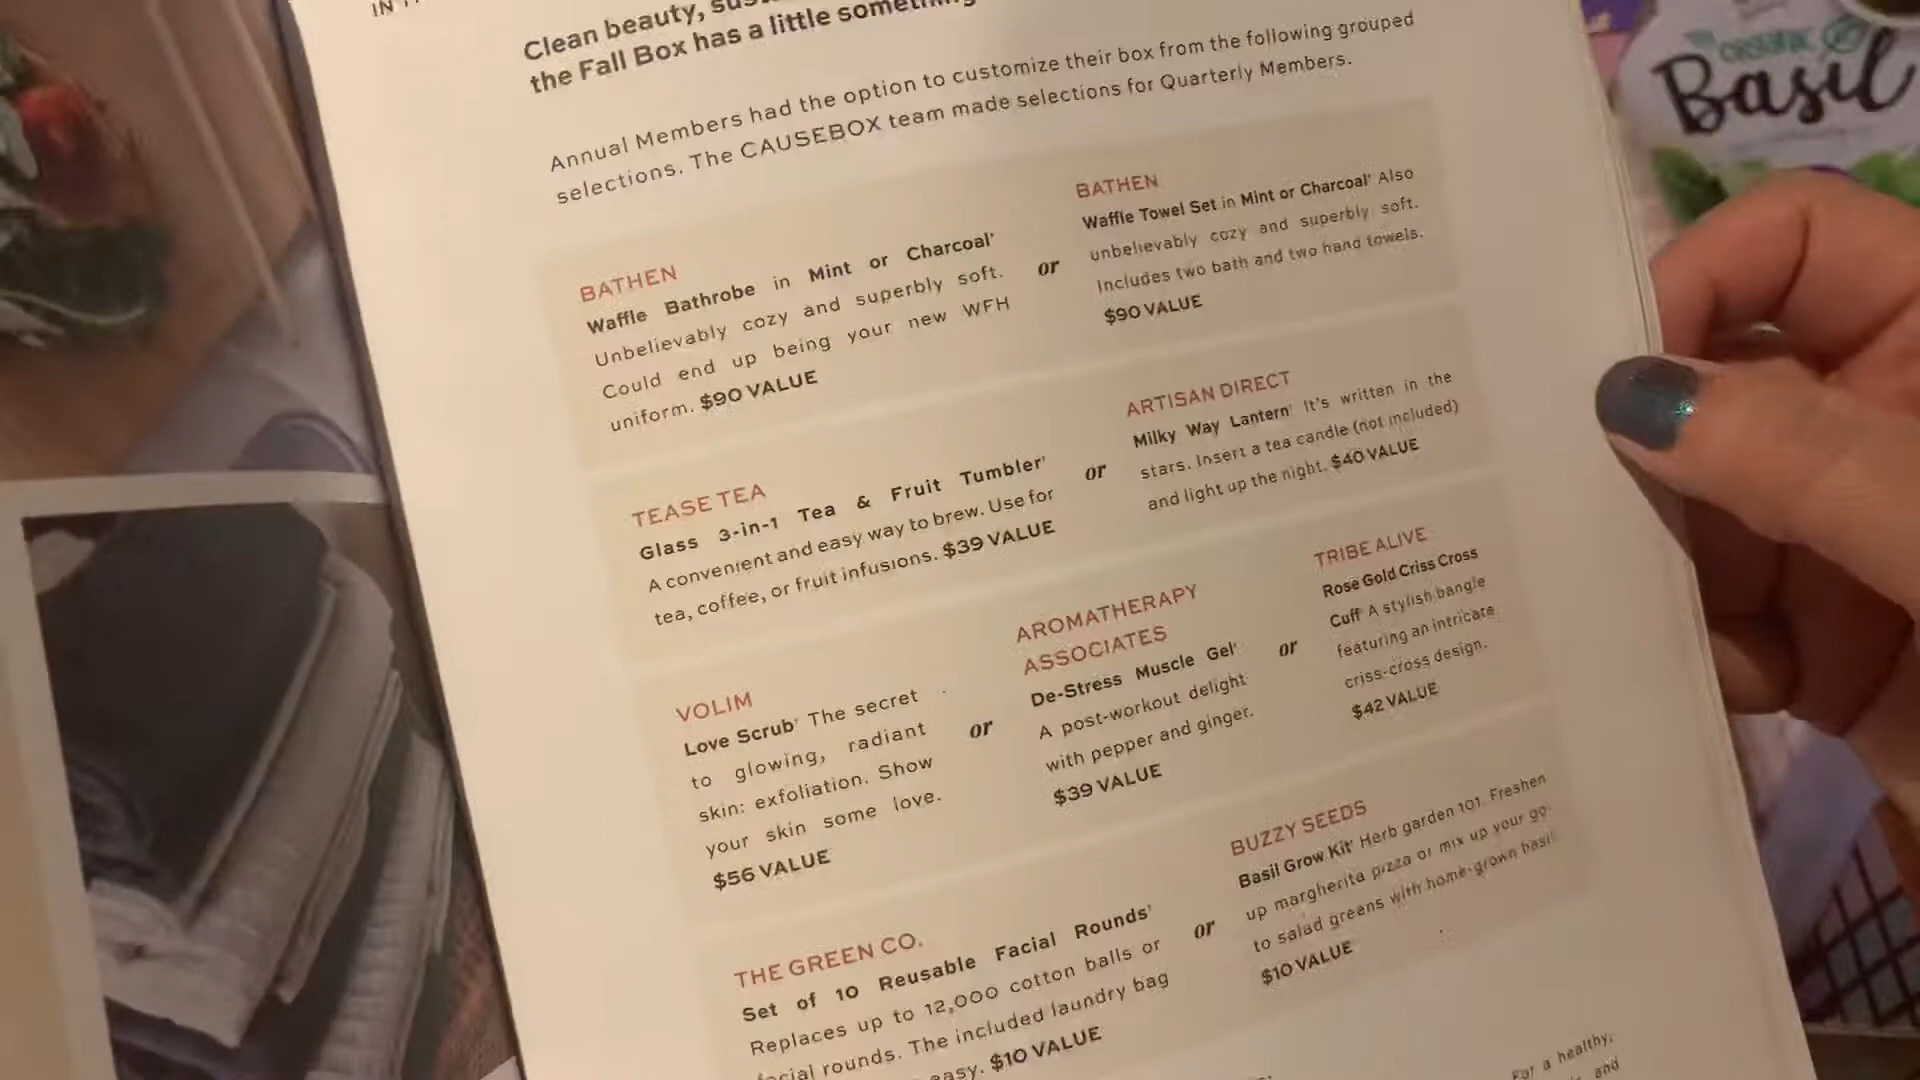 Clean beauty,
the Fall Box has a little
Annual Members had the option to customize their box from the following grouped
selections. The CAUSEBOX team made selections for Quarterly Members.
BATHEN
Waffle Bathrobe in Mint or Charcoal*
Unbelievably cozy and superbly soft.
Could end up being your new WFH
uniform. $90 VALUE
or
BATHEN
Waffle Towel Set in Mint or Charcoal* Also
unbelievably cozy and superbly soft.
Includes two bath and two hand towels.
$90 VALUE
TEASE TEA
Glass 3-in-1 Tea & Fruit Tumbler*
A convenient and easy way to brew. Use for
tea, coffee, or fruit infusions. $39 VALUE
or
ARTISAN DIRECT
Milky Way Lantern* It's written in the
stars. Insert a tea candle (not included)
and light up the night. $40 VALUE
VOLIM
Love Scrub* The secret
to glowing, radiant
skin: exfoliation. Show
your skin some love.
$56 VALUE
or
AROMATHERAPY
ASSOCIATES
De-Stress Muscle Gel*
A post-workout delight
with pepper and ginger.
$39 VALUE
or
TRIBE ALIVE
Rose Gold Criss Cross
Cuff* A stylish bangle
featuring an intricate
criss-cross design.
$42 VALUE
THE GREEN CO.
Set of 10 Reusable Facial Rounds*
Replaces up to 12,000 cotton balls or
rounds. The included laundry bag
easy. $10 VALUE
or
BUZZY SEEDS
Basil Grow Kit* Herb garden 101. Freshen
up margherita pizza or mix up your go-
to salad greens with home-grown basil.
$10 VALUE
For a healthy,
and
ORGANIC
Basil